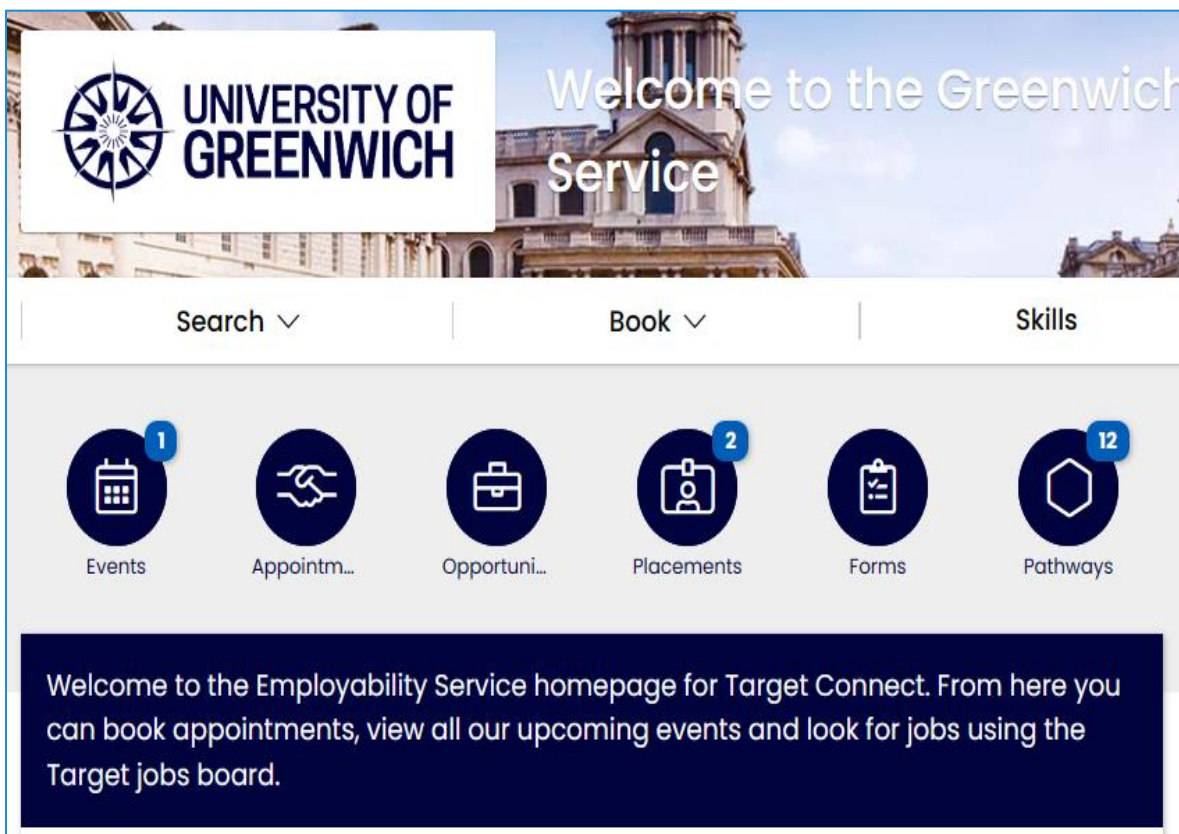 UNIVERSITY OF
GREENWICH
Welcome to the Greenwich
Service
Search
Book
Skills
1
2
12
Events
Appointm...
Opportuni...
Placements
Forms
Pathways
Welcome to the Employability Service homepage for Target Connect. From here you
can book appointments, view all our upcoming events and look for jobs using the
Target jobs board.